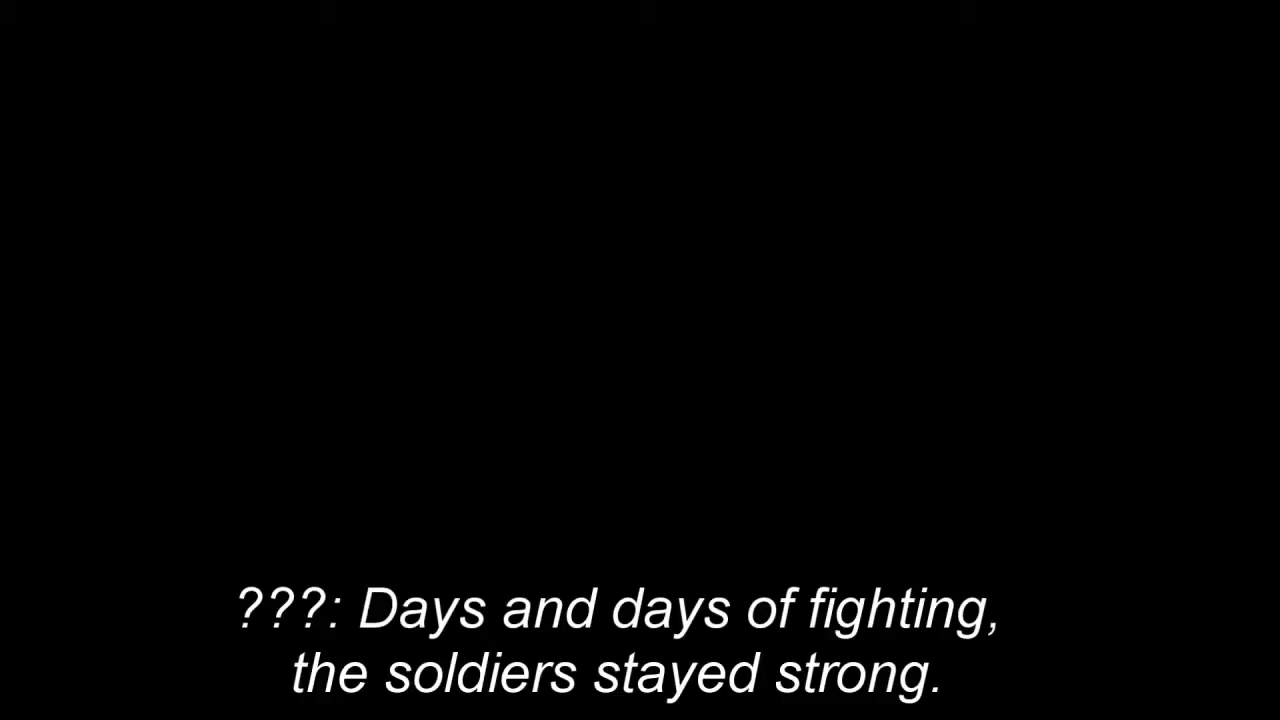 ???: Days and days of fighting,
the soldiers stayed strong.